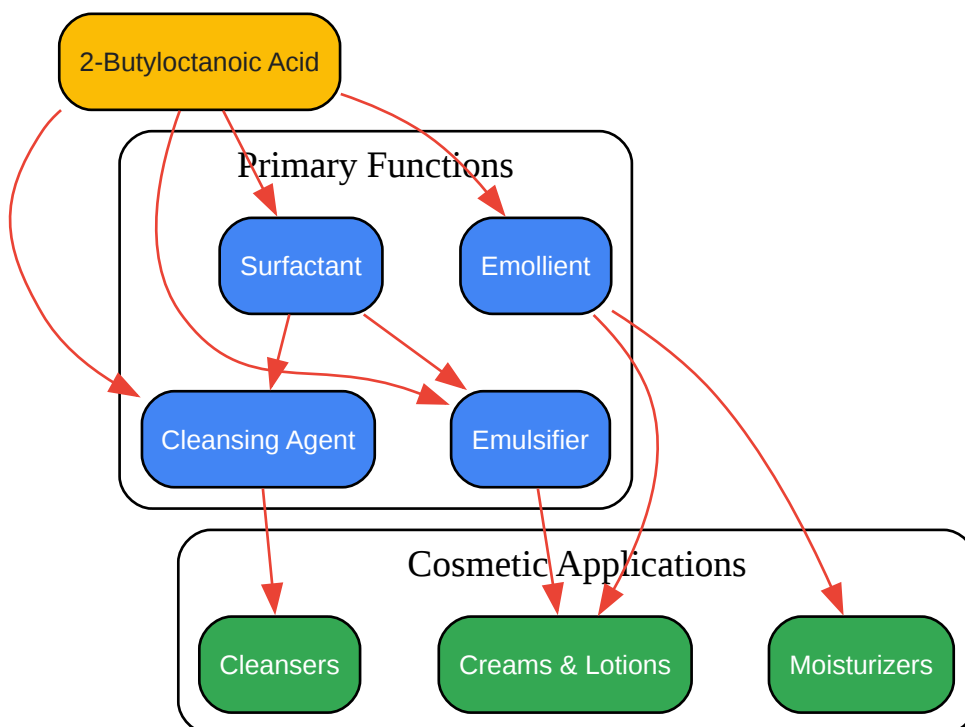 2-Butyloctanoic Acid
Primary Functions
Surfactant
Emollient
Cleansing Agent
Emulsifier
Cosmetic Applications
Cleansers
Creams & Lotions
Moisturizers